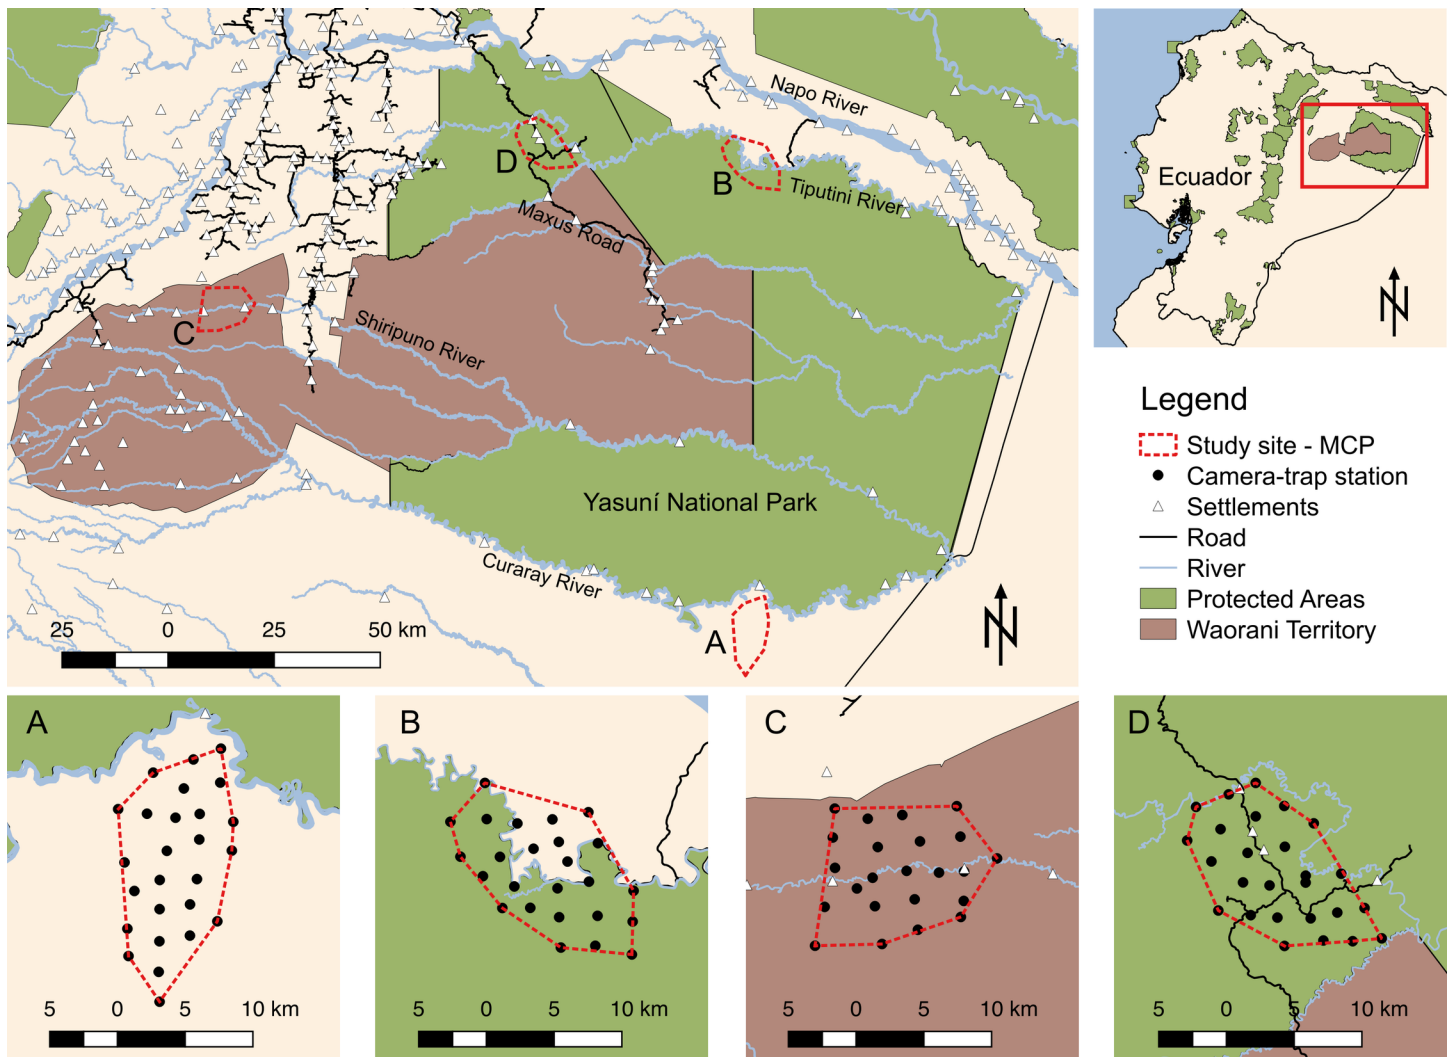 Napo River
D
B
Tiputini River
Maxus Road
C
Shiripuno River
Yasuní National Park
Curaray River
A
25 0 25 50 km
N
Ecuador
N
Legend
Study site - MCP
Camera-trap station
Settlements
Road
River
Protected Areas
Waorani Territory
A
5 0 5 10 km
B
5 0 5 10 km
C
5 0 5 10 km
D
5 0 5 10 km